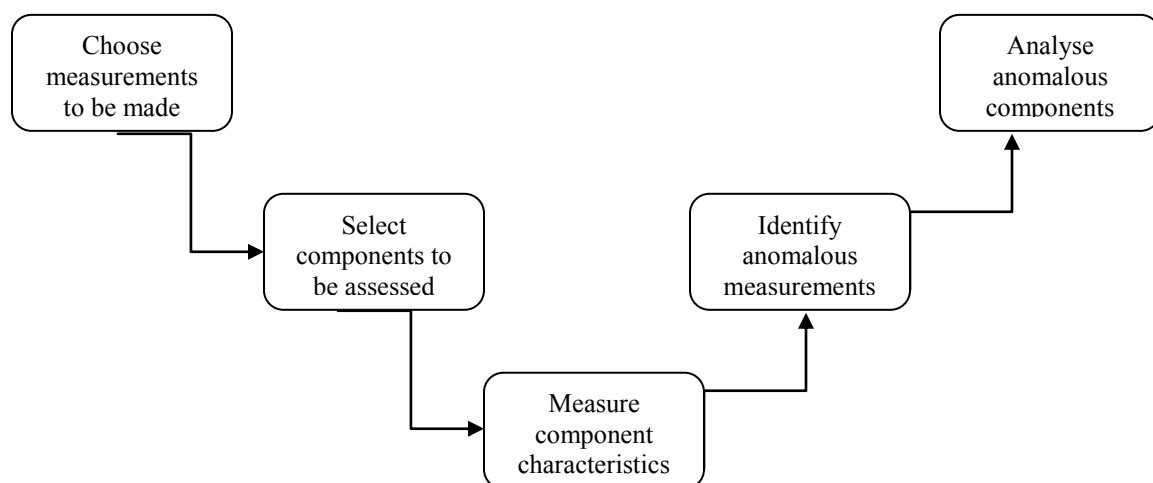 Choose
measurements
to be made
Select
components to
be assessed
Measure
component
characteristics
Identify
anomalous
measurements
Analyse
anomalous
components